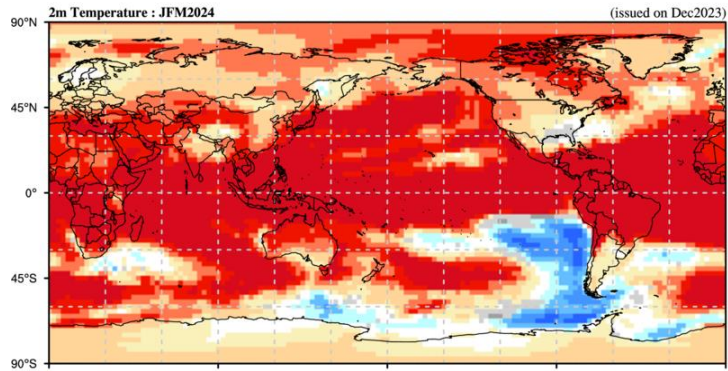 2m Temperature : JFM2024 (issued on Dec2023)
90°N
45°N
0°
45°S
90°S